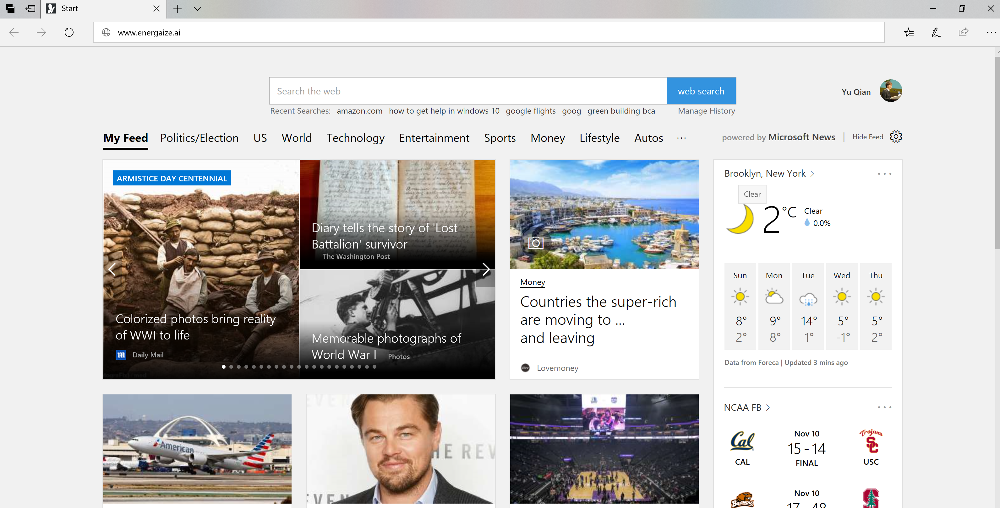 Start
www.energaize.ai
Search the web
web search
Yu Qian
Recent Searches: amazon.com how to get help in windows 10 google flights goog green building bca Manage History
My Feed Politics/Election US World Technology Entertainment Sports Money Lifestyle Autos ...
powered by Microsoft News | Hide Feed
ARMISTICE DAY CENTENNIAL
Colorized photos bring reality
of WWI to life
m Daily Mail
Diary tells the story of 'Lost
Battalion' survivor
The Washington Post
Memorable photographs of
World War I Photos
Money
Countries the super-rich
are moving to ...
and leaving
Lovemoney
Brooklyn, New York >
Clear
2°C Clear
0.0%
Sun Mon Tue Wed Thu
8° 9° 14° 5° 5°
2° 8° 1° -1° 2°
Data from Foreca | Updated 3 mins ago
NCAA FB >
Cal
Nov 10
Trojans
SC
15 - 14
CAL FINAL USC
Nov 10
Beavers
S
17 48
American
HE REV
EVEN